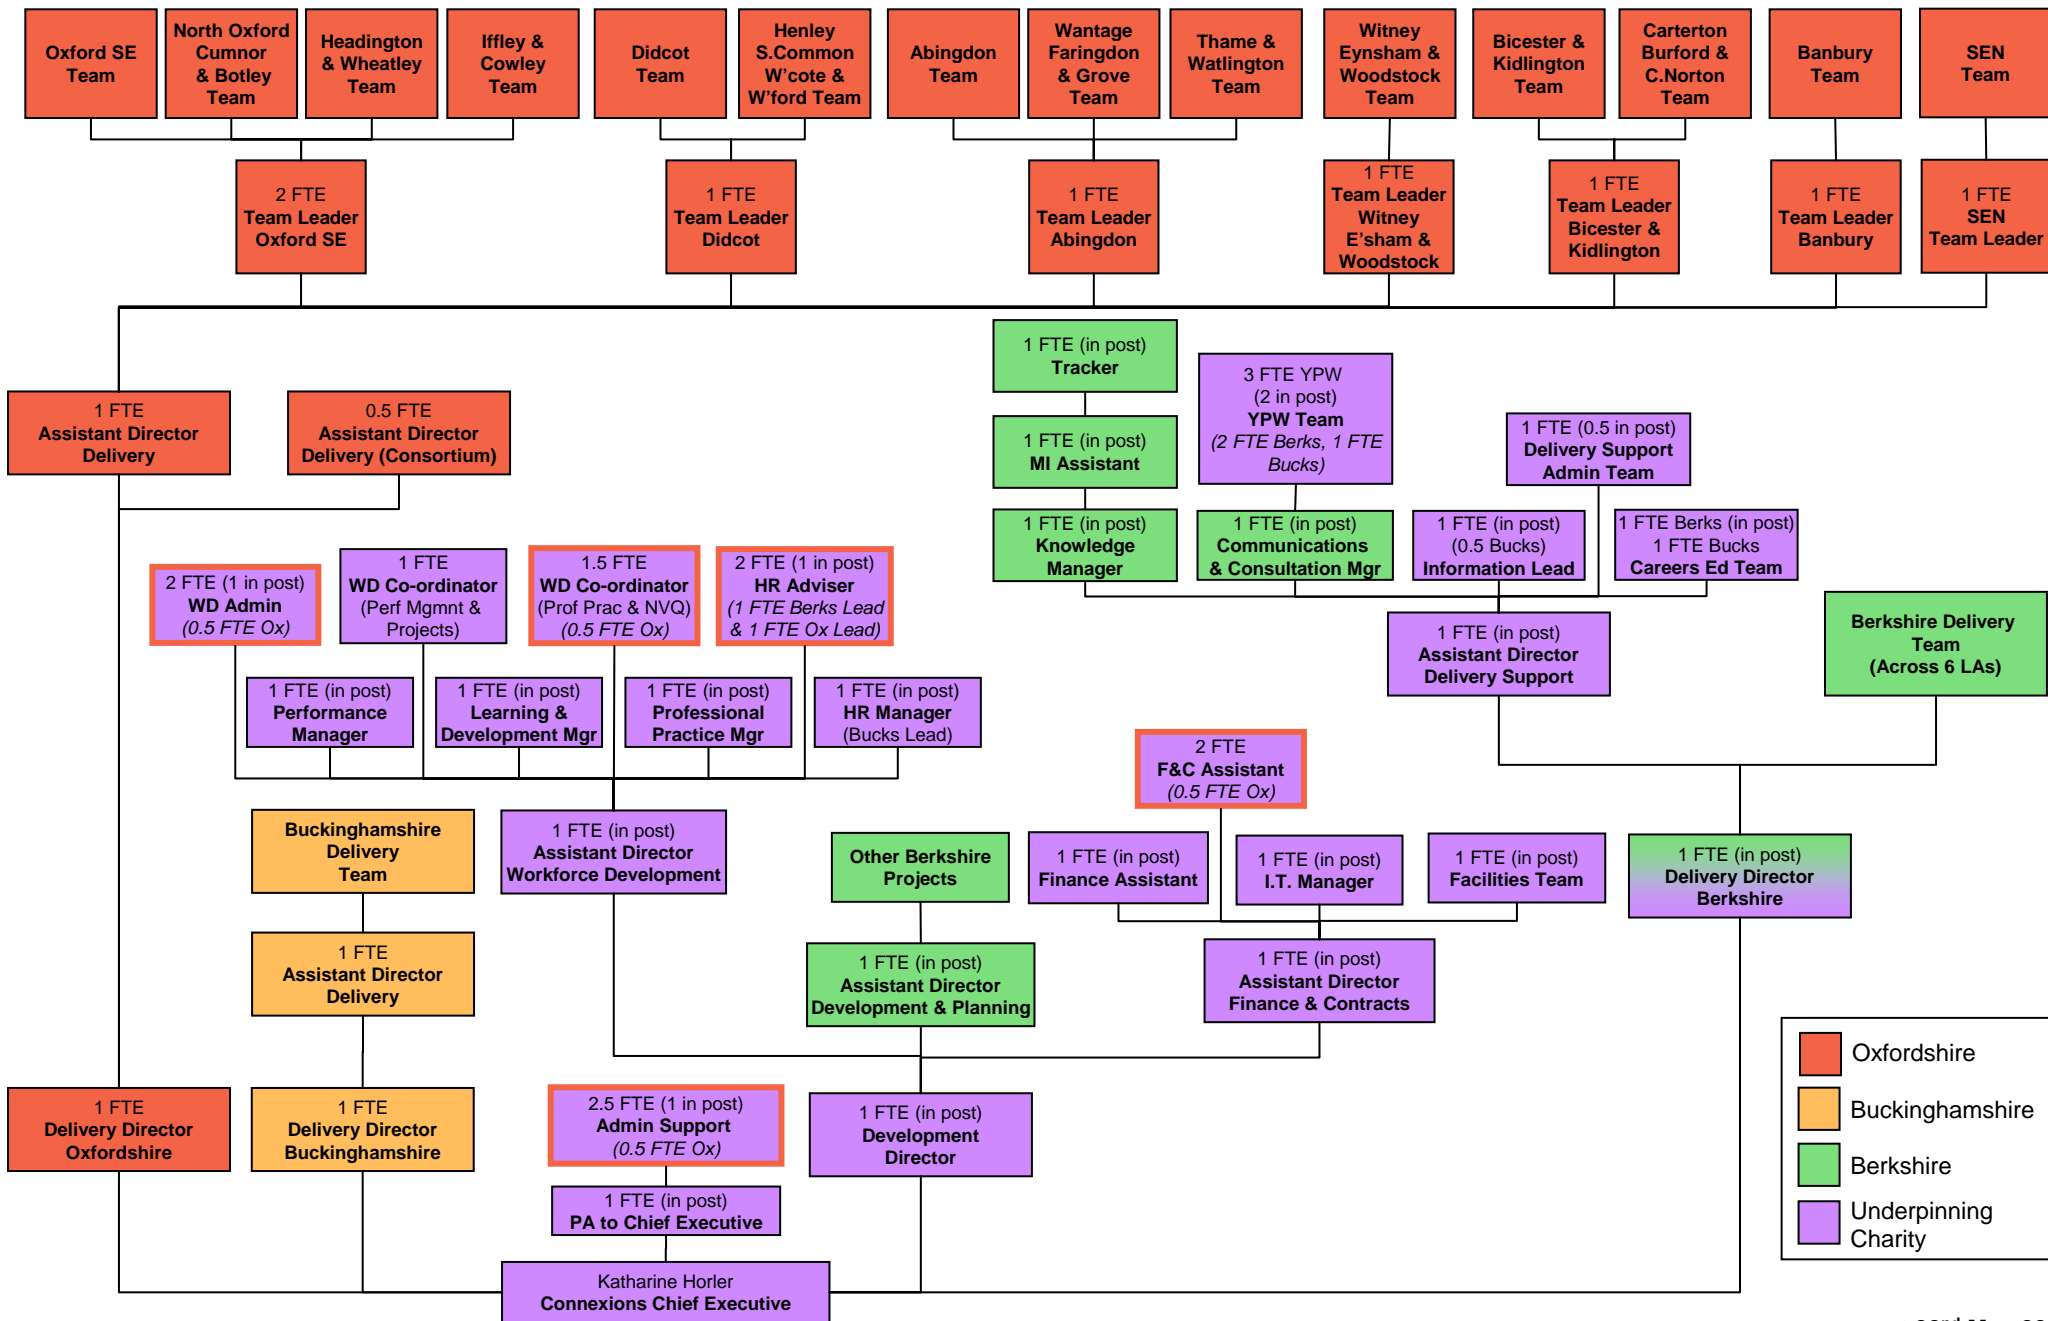 Oxford SE
Team
North Oxford
Cumnor
& Botley
Team
Headington
& Wheatley
Team
Iffley &
Cowley
Team
Didcot
Team
Henley
S.Common
W'cote &
W'ford Team
Abingdon
Team
Wantage
Faringdon
& Grove
Team
Thame &
Watlington
Team
Witney
Eynsham &
Woodstock
Team
Bicester &
Kidlington
Team
Carterton
Burford &
C.Norton
Team
Banbury
Team
SEN
Team
2 FTE
Team Leader
Oxford SE
1 FTE
Team Leader
Didcot
1 FTE
Team Leader
Abingdon
1 FTE
Team Leader
Witney
E'sham &
Woodstock
1 FTE
Team Leader
Bicester &
Kidlington
1 FTE
Team Leader
Banbury
1 FTE
SEN
Team Leader
1 FTE
Assistant Director
Delivery
0.5 FTE
Assistant Director
Delivery (Consortium)
1 FTE (in post)
Tracker
1 FTE (in post)
MI Assistant
1 FTE (in post)
Knowledge
Manager
3 FTE YPW
(2 in post)
YPW Team
(2 FTE Berks, 1 FTE
Bucks)
1 FTE (in post)
Communications
& Consultation Mgr
1 FTE (0.5 in post)
Delivery Support
Admin Team
1 FTE (in post)
(0.5 Bucks)
Information Lead
1 FTE Berks (in post)
1 FTE Bucks
Careers Ed Team
2 FTE (1 in post)
WD Admin
(0.5 FTE Ox)
1 FTE
WD Co-ordinator
(Perf Mgmnt &
Projects)
1.5 FTE
WD Co-ordinator
(Prof Prac & NVQ)
(0.5 FTE Ox)
2 FTE (1 in post)
HR Adviser
(1 FTE Berks Lead
& 1 FTE Ox Lead)
1 FTE (in post)
Performance
Manager
1 FTE (in post)
Learning &
Development Mgr
1 FTE (in post)
Professional
Practice Mgr
1 FTE (in post)
HR Manager
(Bucks Lead)
1 FTE (in post)
Assistant Director
Delivery Support
Berkshire Delivery
Team
(Across 6 LAs)
2 FTE
F&C Assistant
(0.5 FTE Ox)
Buckinghamshire
Delivery
Team
1 FTE (in post)
Assistant Director
Workforce Development
Other Berkshire
Projects
1 FTE (in post)
Finance Assistant
1 FTE (in post)
I.T. Manager
1 FTE (in post)
Facilities Team
1 FTE (in post)
Delivery Director
Berkshire
1 FTE
Assistant Director
Delivery
1 FTE (in post)
Assistant Director
Development & Planning
1 FTE (in post)
Assistant Director
Finance & Contracts
1 FTE
Delivery Director
Oxfordshire
1 FTE
Delivery Director
Buckinghamshire
2.5 FTE (1 in post)
Admin Support
(0.5 FTE Ox)
1 FTE (in post)
Development
Director
1 FTE (in post)
PA to Chief Executive
Katharine Horler
Connexions Chief Executive
Oxfordshire
Buckinghamshire
Berkshire
Underpinning
Charity